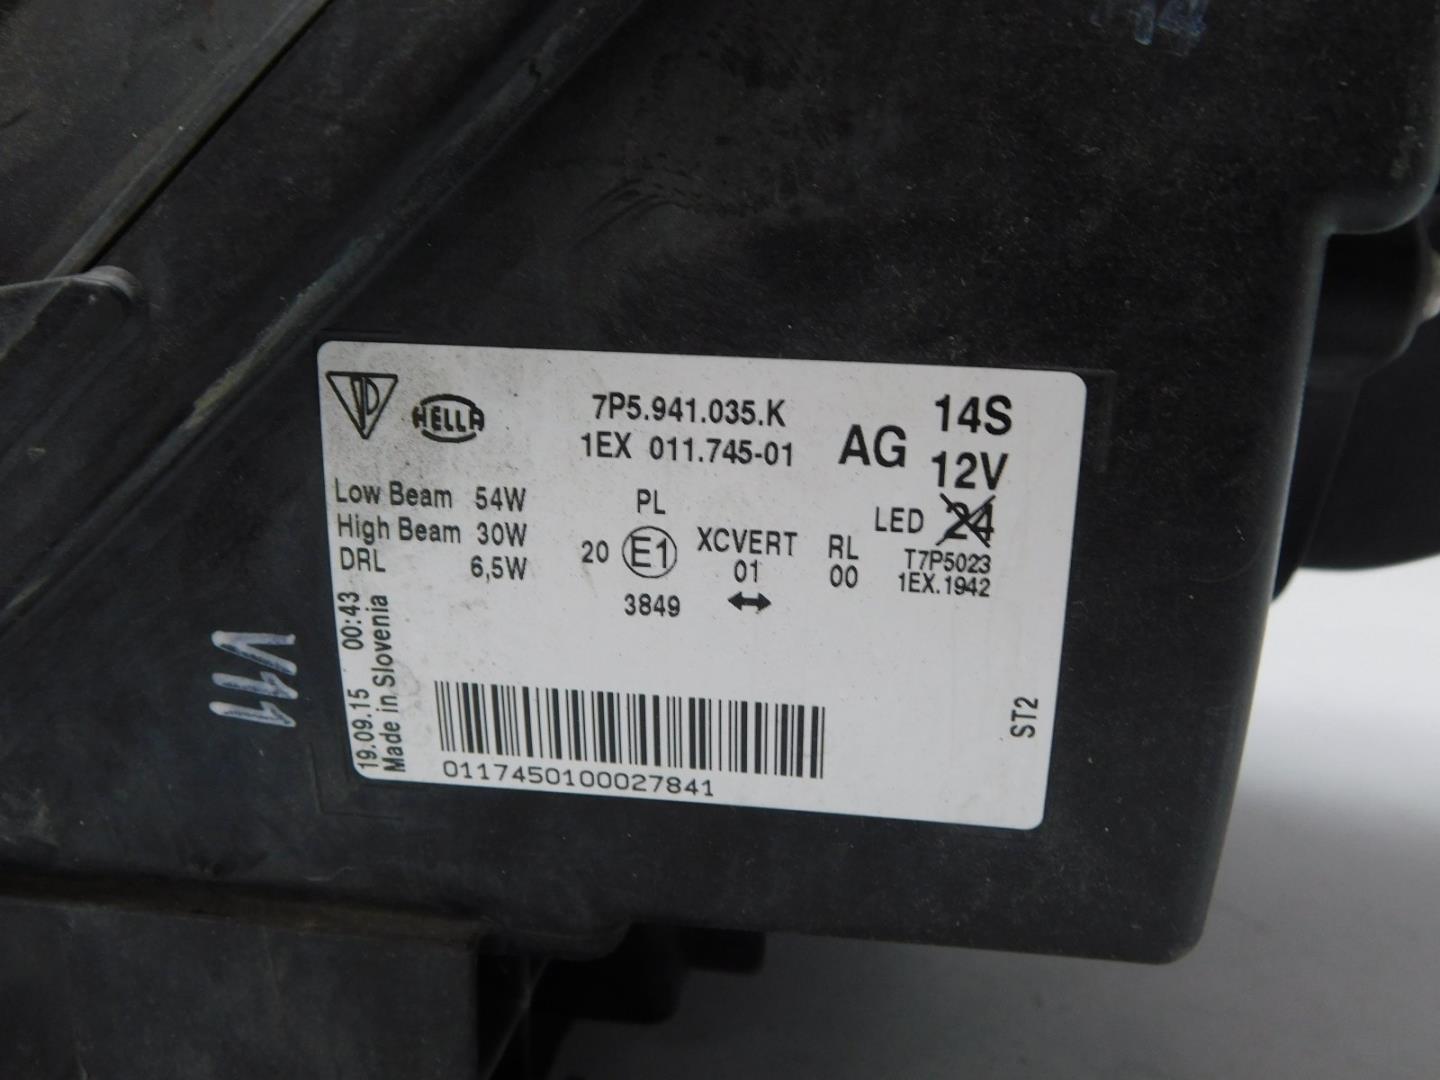 HELLA
7P5.941.035.K
1EX 011.745-01
AG
14S
12V
Low Beam 54W
High Beam 30W
DRL 6,5W
PL
20 E1
3849
XCVERT
01
RL
00
LED 24
T7P5023
1EX.1942
19.09.15 00:43
Made in Slovenia
0117450100027841
ST2
V11